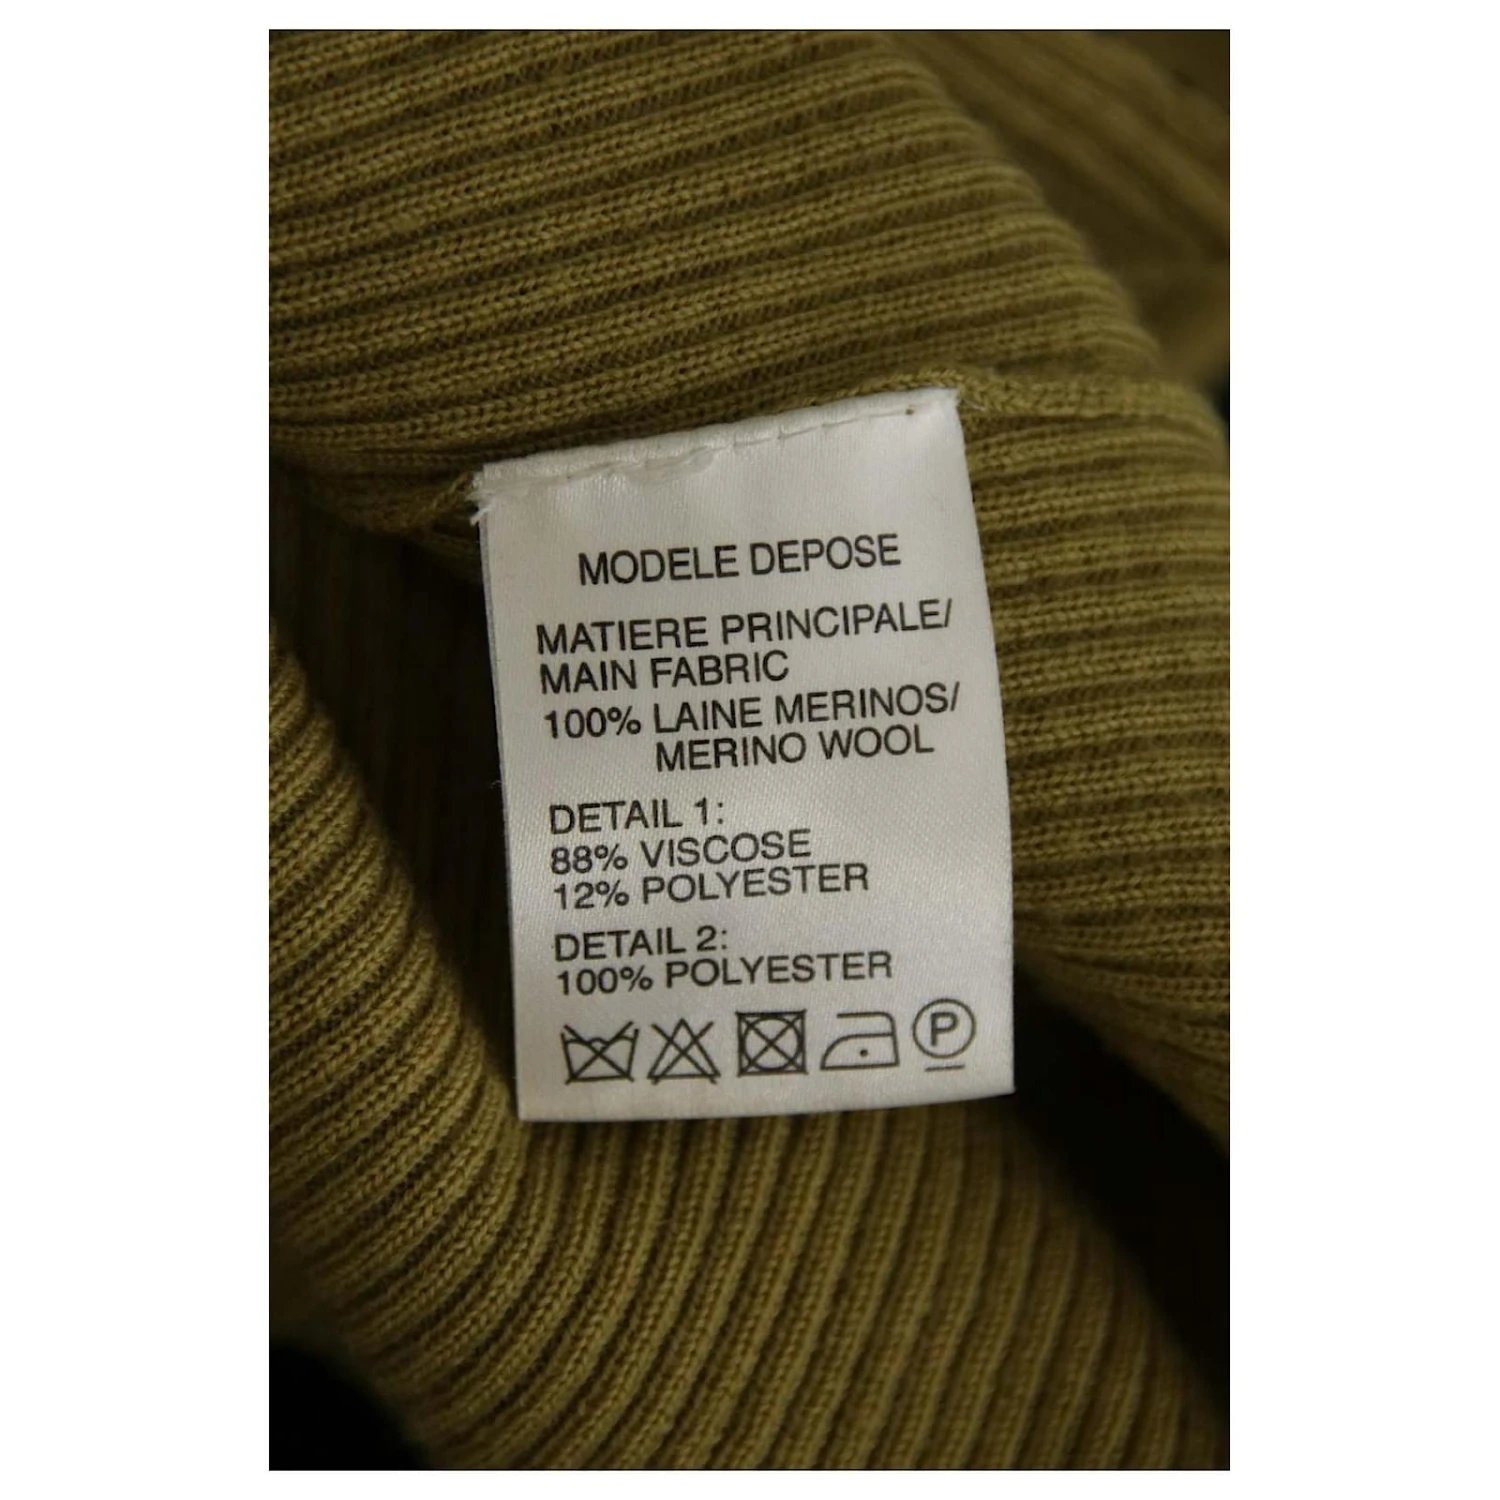 MODELE DEPOSE
MATIERE PRINCIPALE/
MAIN FABRIC
100% LAINE MERINOS/
MERINO WOOL
DETAIL 1:
88% VISCOSE
12% POLYESTER
DETAIL 2:
100% POLYESTER
P